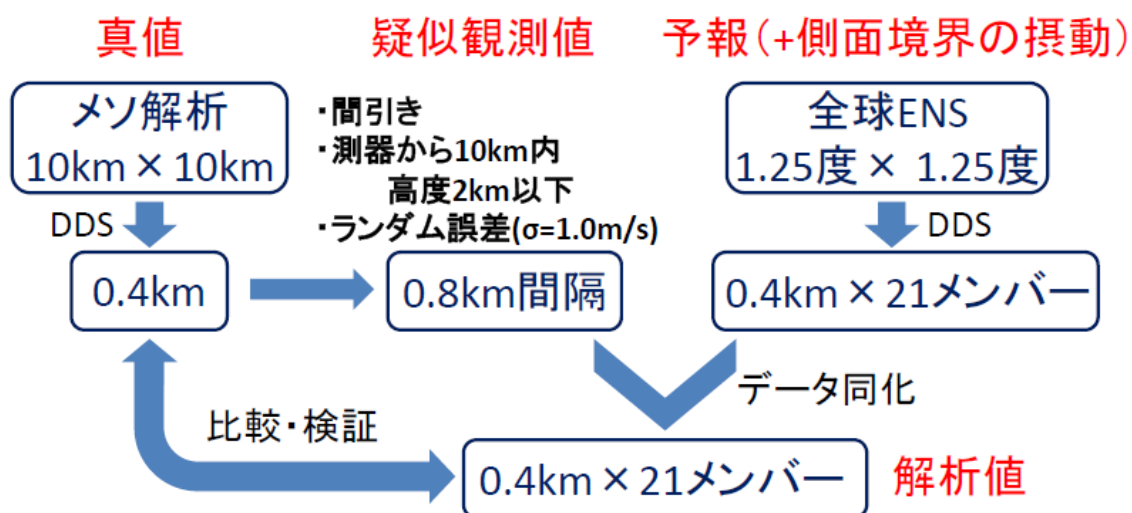 真値
疑似観測値
予報(+側面境界の摂動)
メソ解析
10km × 10km
・間引き
・測器から10km内
高度2km以下
・ランダム誤差(σ=1.0m/s)
全球ENS
1.25度 × 1.25度
DDS
DDS
0.4km
0.8km間隔
0.4km × 21メンバー
データ同化
比較・検証
0.4km × 21メンバー
解析値